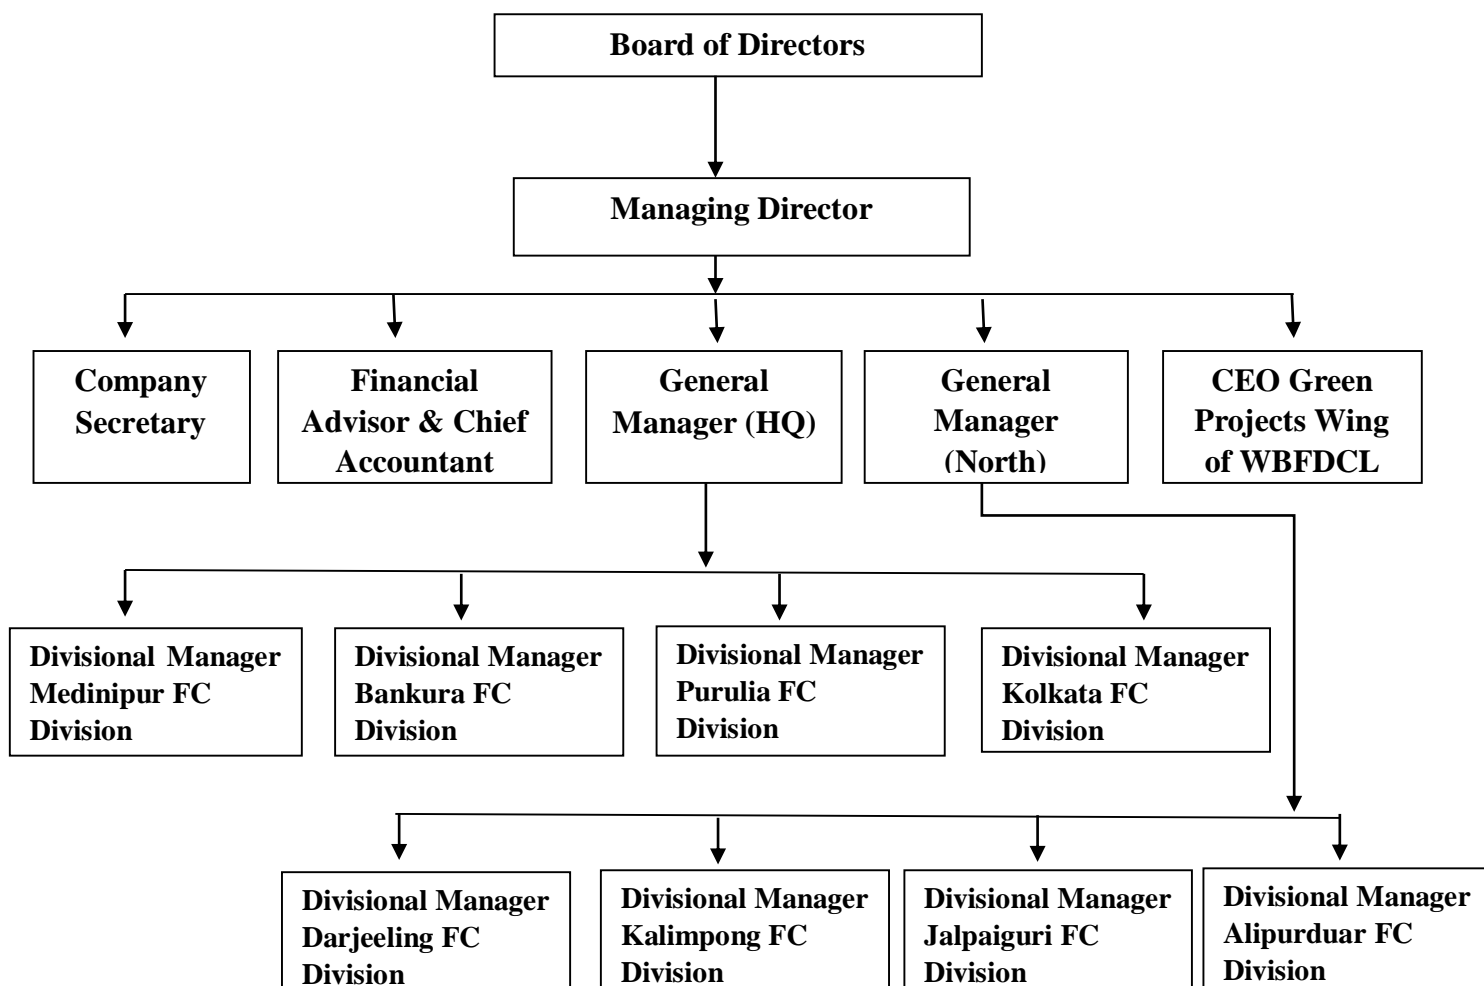 Board of Directors
Managing Director
Company
Secretary
Financial
Advisor & Chief
Accountant
General
Manager (HQ)
General
Manager
(North)
CEO Green
Projects Wing
of WBFDCL
Divisional Manager
Medinipur FC
Division
Divisional Manager
Bankura FC
Division
Divisional Manager
Purulia FC
Division
Divisional Manager
Kolkata FC
Division
Divisional Manager
Darjeeling FC
Division
Divisional Manager
Kalimpong FC
Division
Divisional Manager
Jalpaiguri FC
Division
Divisional Manager
Alipurduar FC
Division